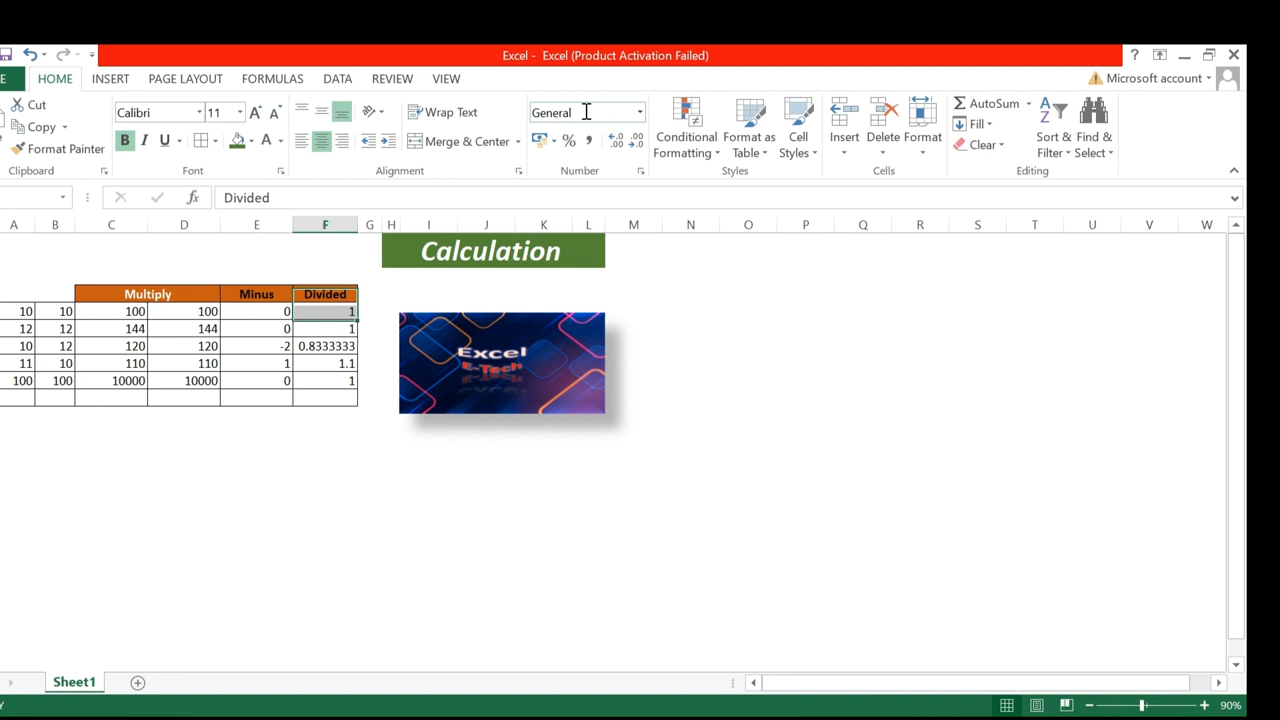 Excel - Excel (Product Activation Failed)
?
HOME INSERT PAGE LAYOUT FORMULAS DATA REVIEW VIEW
Microsoft account
Cut
Copy
Format Painter
Clipboard
Calibri 11
B I U
Font
Wrap Text
Merge & Center
Alignment
General
Number
Conditional Formatting
Format as Table
Cell Styles
Styles
Insert Delete Format
Cells
AutoSum
Fill
Clear
Sort & Filter
Find & Select
Editing
fx Divided
A B C D E F G H I J K L M N O P Q R S T U V W
Calculation
Multiply Minus Divided
10 10 100 100 0 1
12 12 144 144 0 1
10 12 120 120 -2 0.8333333
11 10 110 110 1 1.1
100 100 10000 10000 0 1
Excel
E-Tech
Sheet1
90%